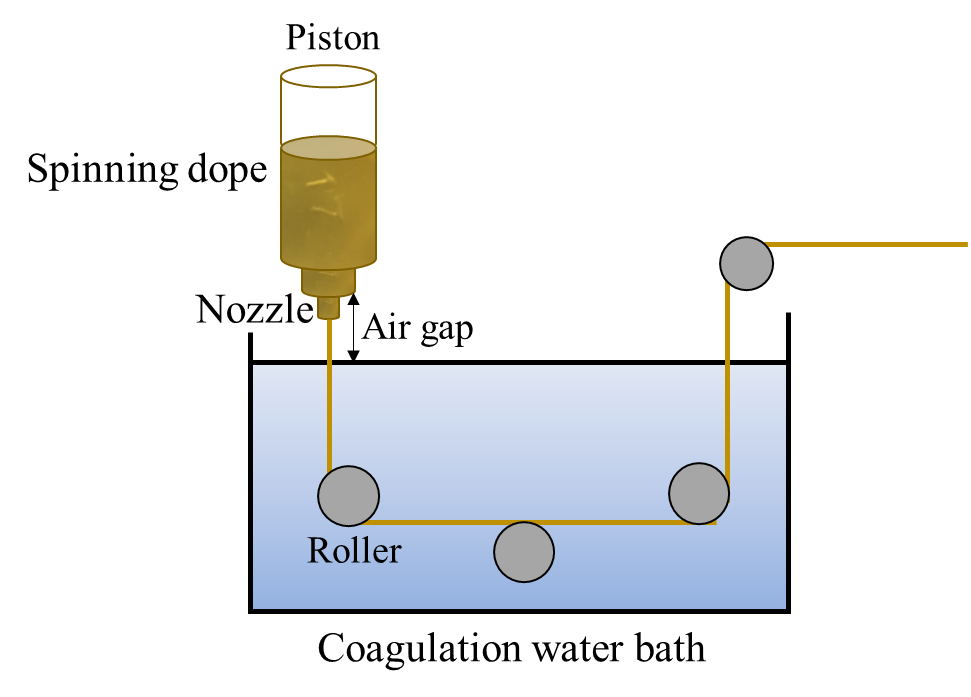 Piston
Spinning dope
Nozzle
Air gap
Roller
Coagulation water bath